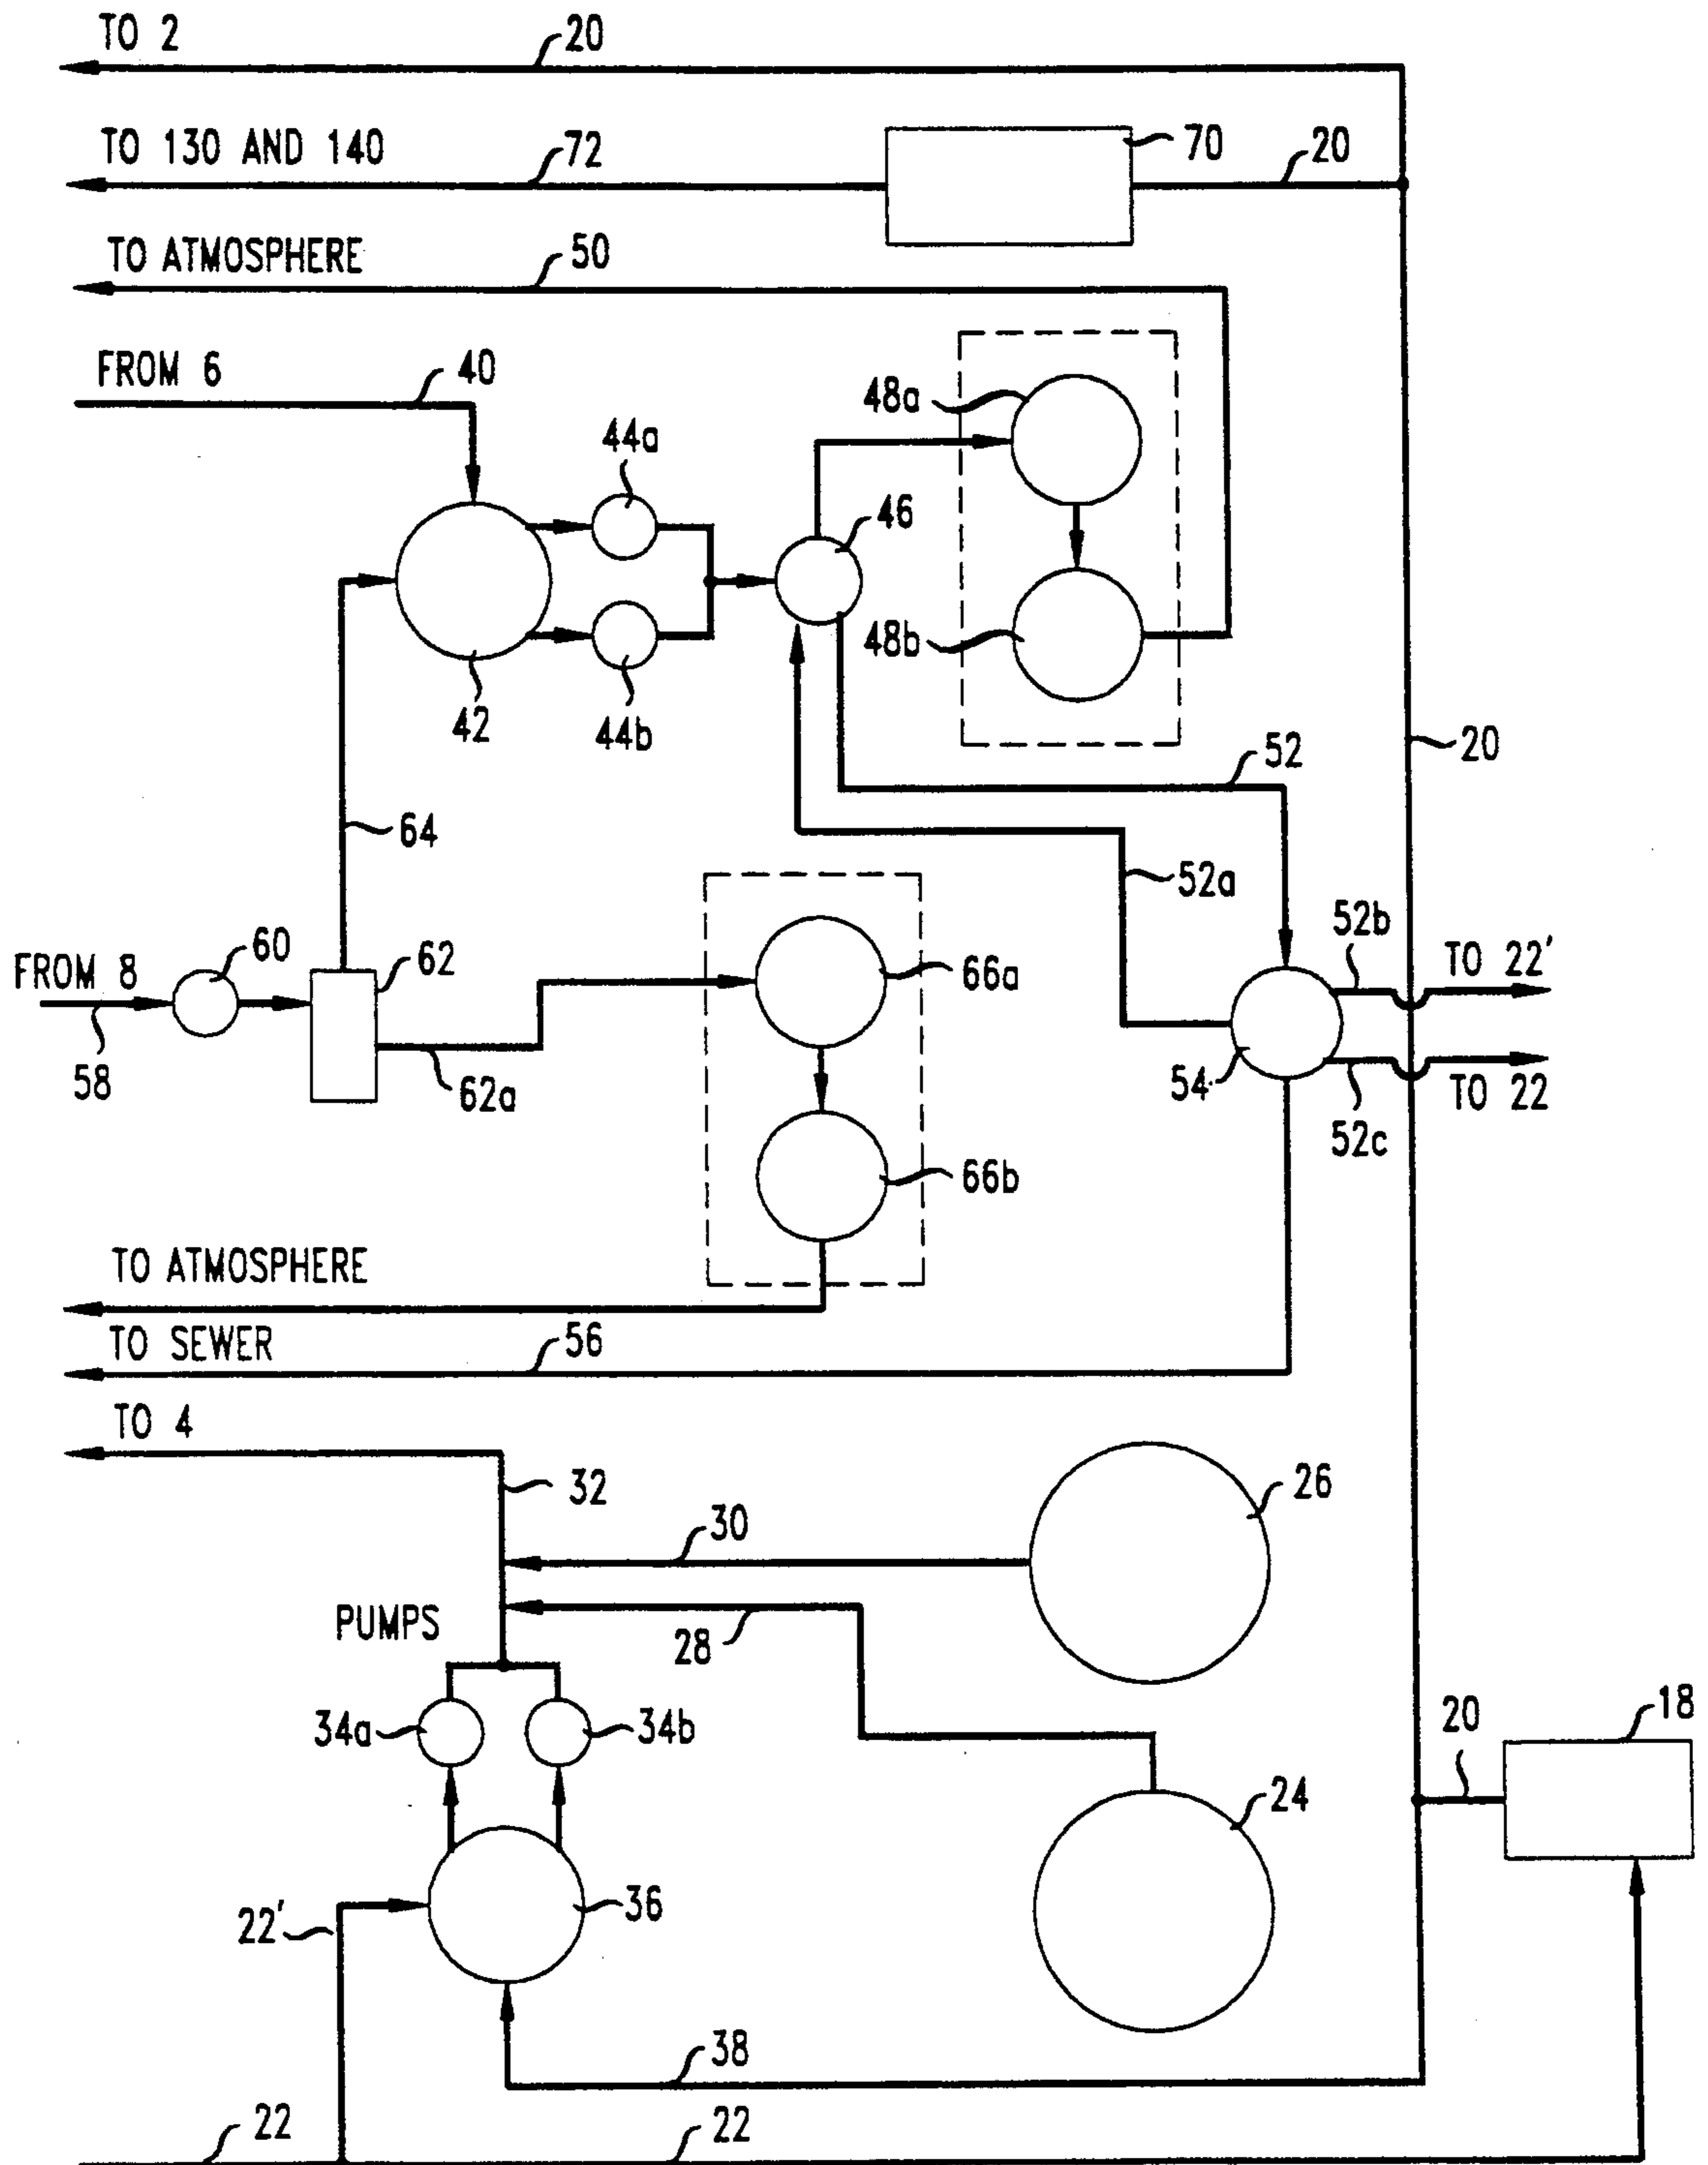 TO 2
20
TO 130 AND 140
72
70
20
TO ATMOSPHERE
50
FROM 6
40
48a
44a
46
48b
42
44b
52
20
64
52a
52b
TO 22'
FROM 8
60
62
66a
58
62a
54
TO 22
52c
66b
TO ATMOSPHERE
TO SEWER
56
TO 4
32
26
30
PUMPS
28
34a
34b
20
18
24
36
22'
38
22
22